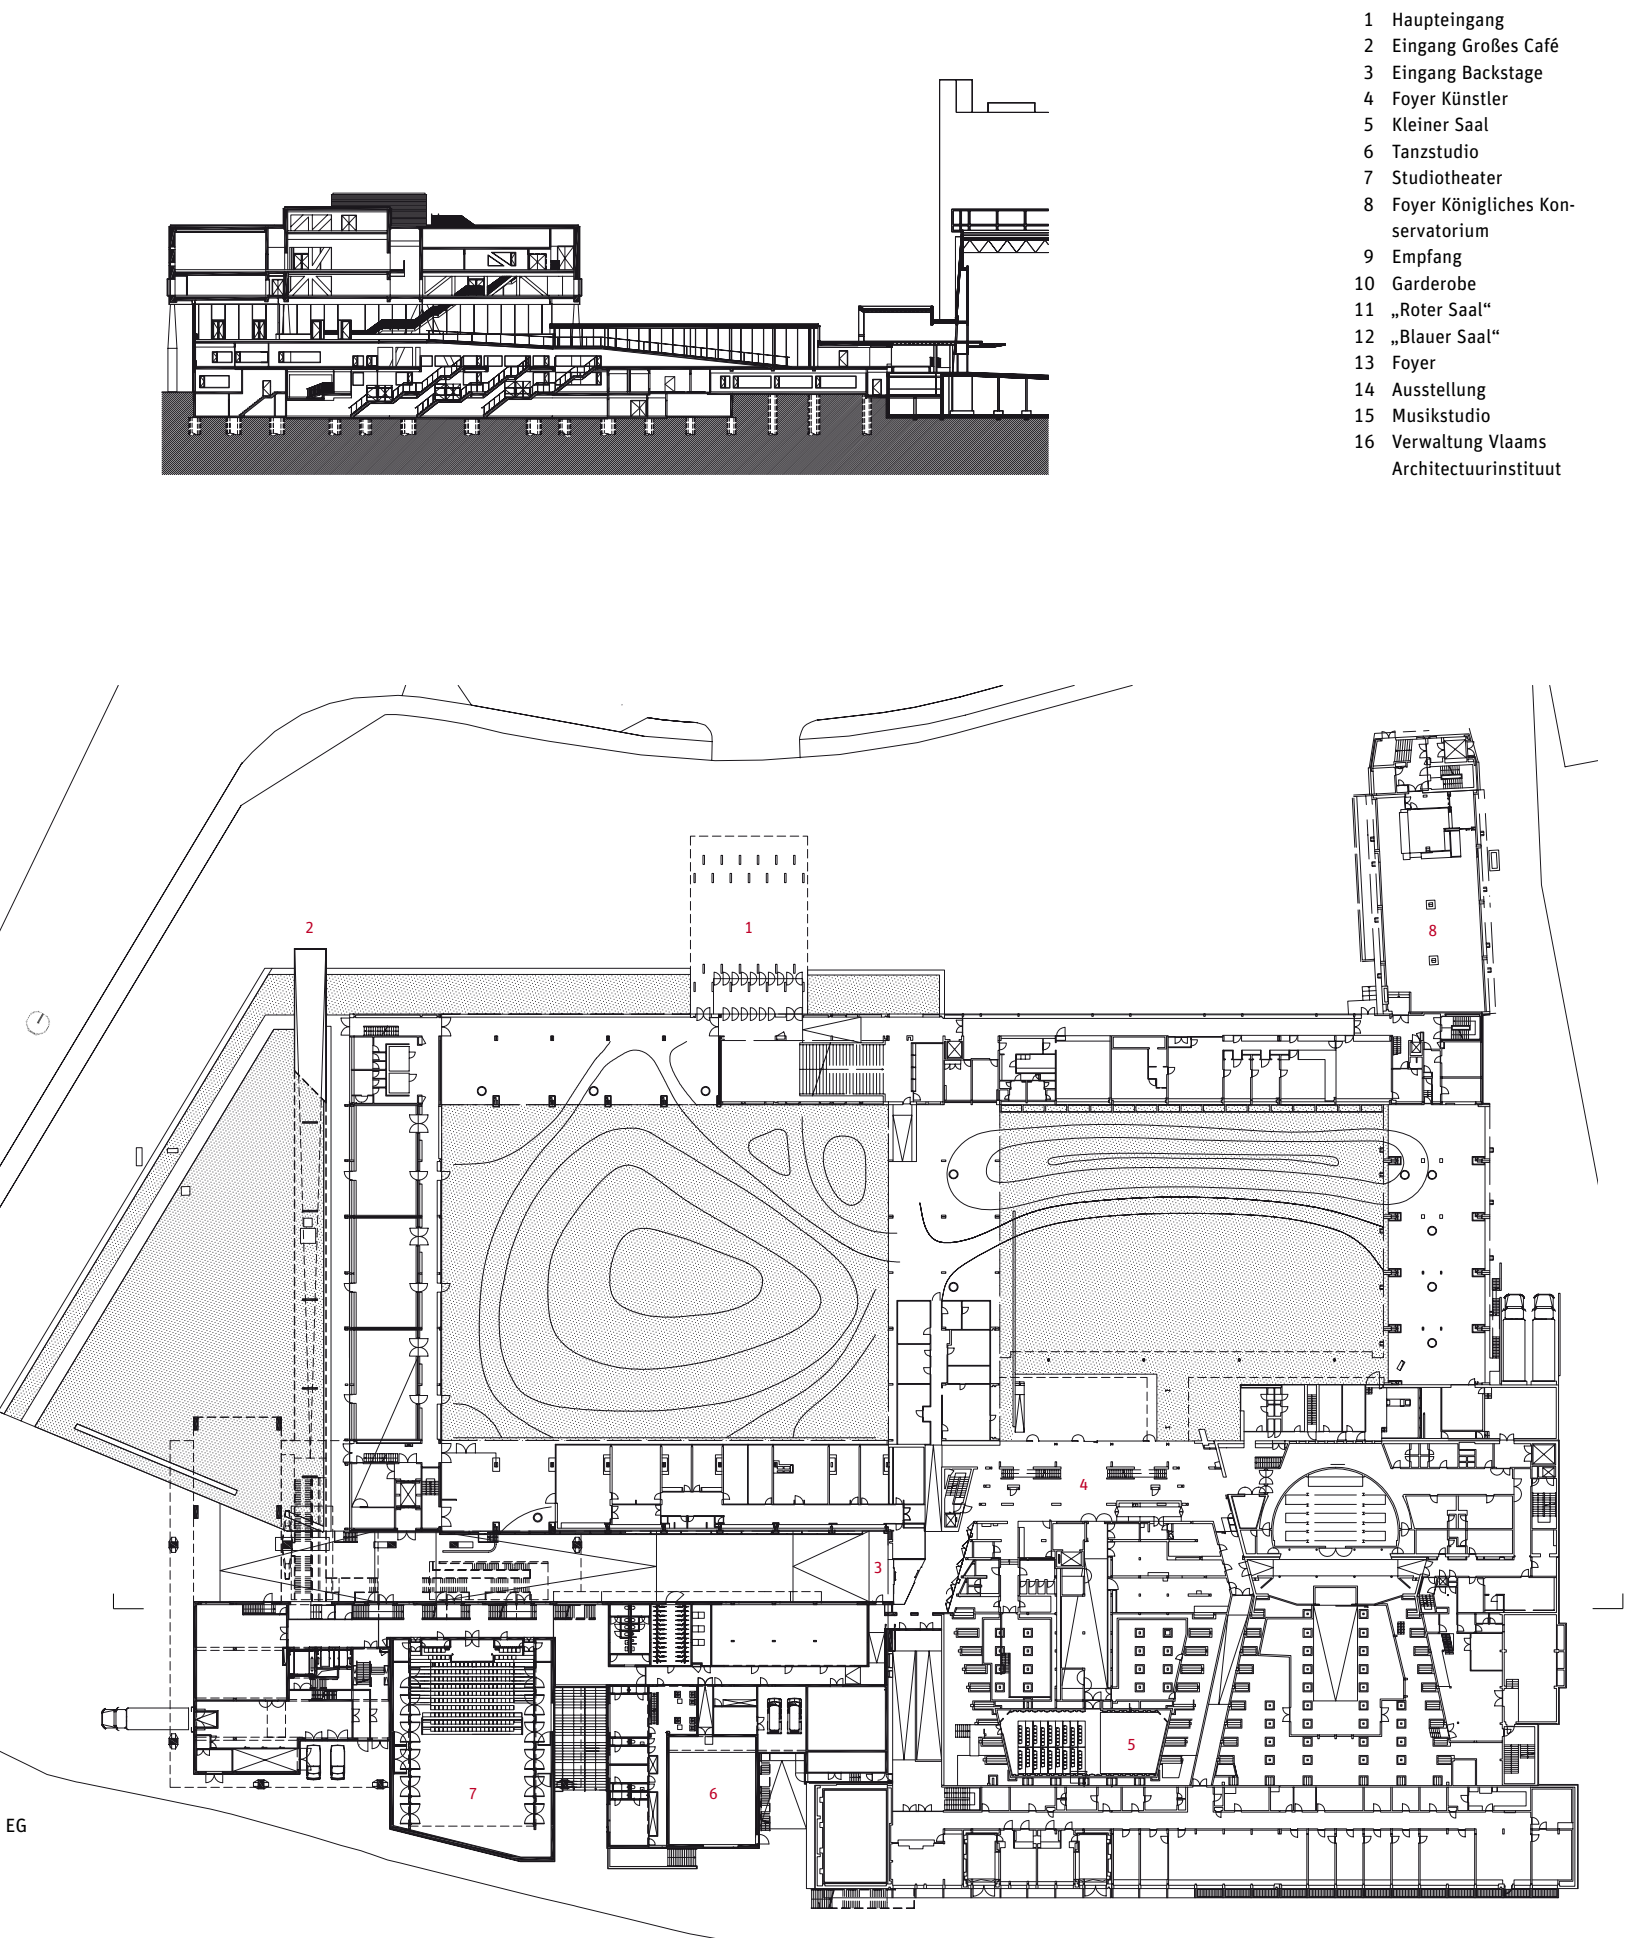 1 Haupteingang
2 Eingang Großes Café
3 Eingang Backstage
4 Foyer Künstler
5 Kleiner Saal
6 Tanzstudio
7 Studiotheater
8 Foyer Königliches Kon-
servatorium
9 Empfang
10 Garderobe
11 „Roter Saal“
12 „Blauer Saal“
13 Foyer
14 Ausstellung
15 Musikstudio
16 Verwaltung Vlaams
Architectuurinstituut
2
1
8
4
3
5
7
6
EG